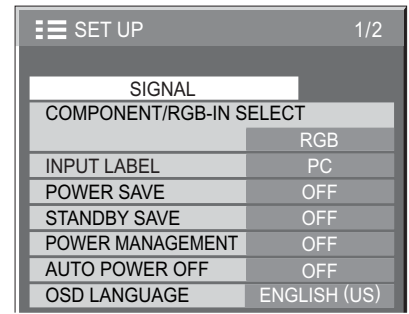 SET UP 1/2
SIGNAL
COMPONENT/RGB-IN SELECT
RGB
INPUT LABEL PC
POWER SAVE OFF
STANDBY SAVE OFF
POWER MANAGEMENT OFF
AUTO POWER OFF OFF
OSD LANGUAGE ENGLISH (US)